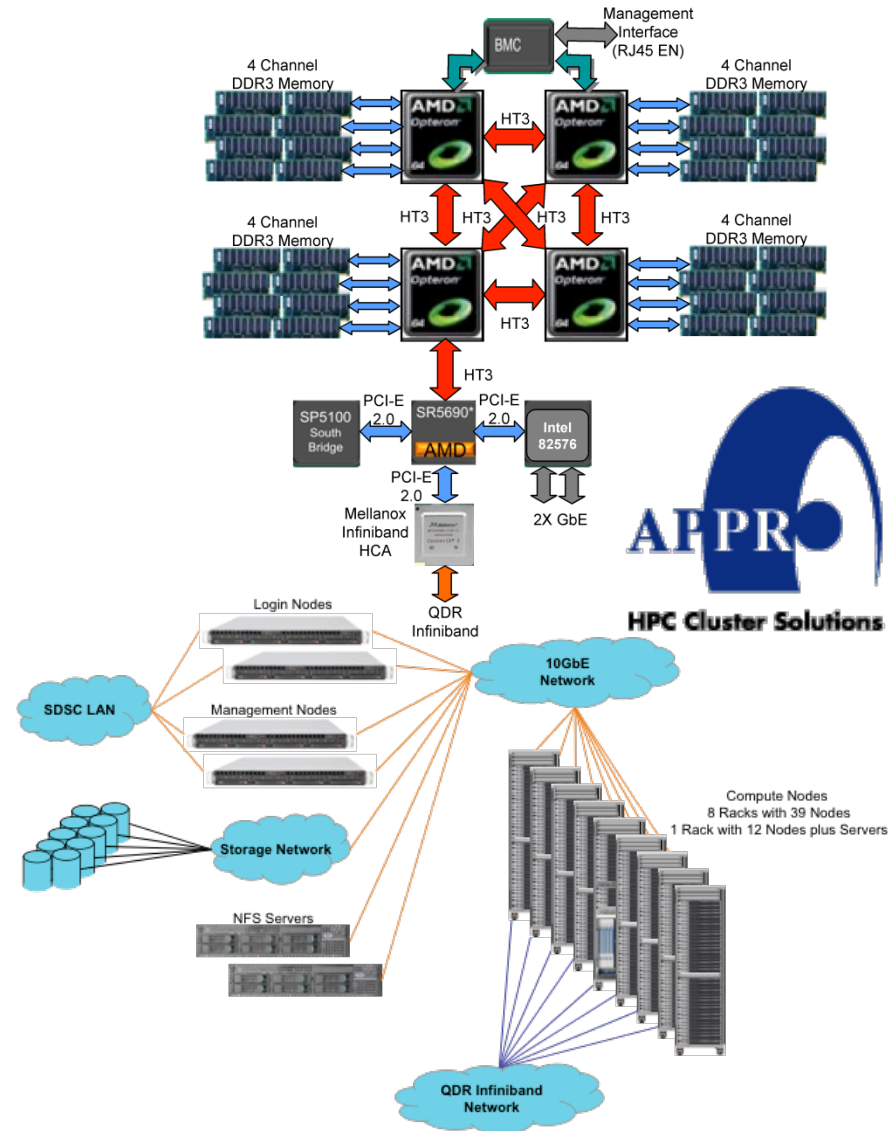 Management
Interface
(RJ45 EN)
BMC
4 Channel
DDR3 Memory
4 Channel
DDR3 Memory
AMD
Opteron
64
HT3
AMD
Opteron
64
HT3
HT3
HT3
HT3
4 Channel
DDR3 Memory
4 Channel
DDR3 Memory
AMD
64
HT3
AMD
64
HT3
PCI-E
2.0
PCI-E
2.0
SP5100
South
Bridge
SR5690*
AMD
Intel
82576
PCI-E
2.0
2X GbE
Mellanox
Infiniband
HCA
QDR
Infiniband
APPRO
HPC Cluster Solutions
Login Nodes
10GbE
Network
SDSC LAN
Management Nodes
Compute Nodes
8 Racks with 39 Nodes
1 Rack with 12 Nodes plus Servers
Storage Network
NFS Servers
QDR Infiniband
Network